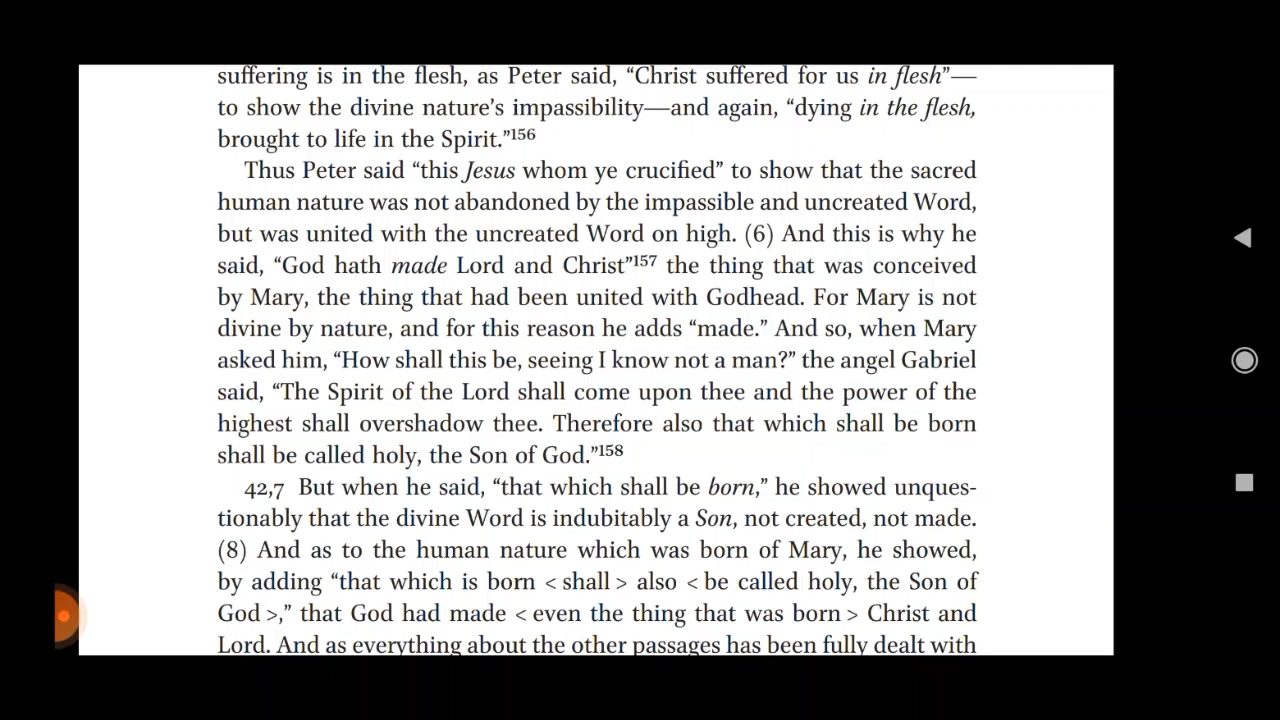 suffering is in the flesh, as Peter said, “Christ suffered for us in flesh”—
to show the divine nature’s impassibility—and again, “dying in the flesh,
brought to life in the Spirit.”156
Thus Peter said “this Jesus whom ye crucified” to show that the sacred
human nature was not abandoned by the impassible and uncreated Word,
but was united with the uncreated Word on high. (6) And this is why he
said, “God hath made Lord and Christ”157 the thing that was conceived
by Mary, the thing that had been united with Godhead. For Mary is not
divine by nature, and for this reason he adds “made.” And so, when Mary
asked him, “How shall this be, seeing I know not a man?” the angel Gabriel
said, “The Spirit of the Lord shall come upon thee and the power of the
highest shall overshadow thee. Therefore also that which shall be born
shall be called holy, the Son of God.”158
42,7 But when he said, “that which shall be born,” he showed unques-
tionably that the divine Word is indubitably a Son, not created, not made.
(8) And as to the human nature which was born of Mary, he showed,
by adding “that which is born < shall > also < be called holy, the Son of
God >,” that God had made < even the thing that was born > Christ and
Lord. And as everything about the other passages has been fully dealt with